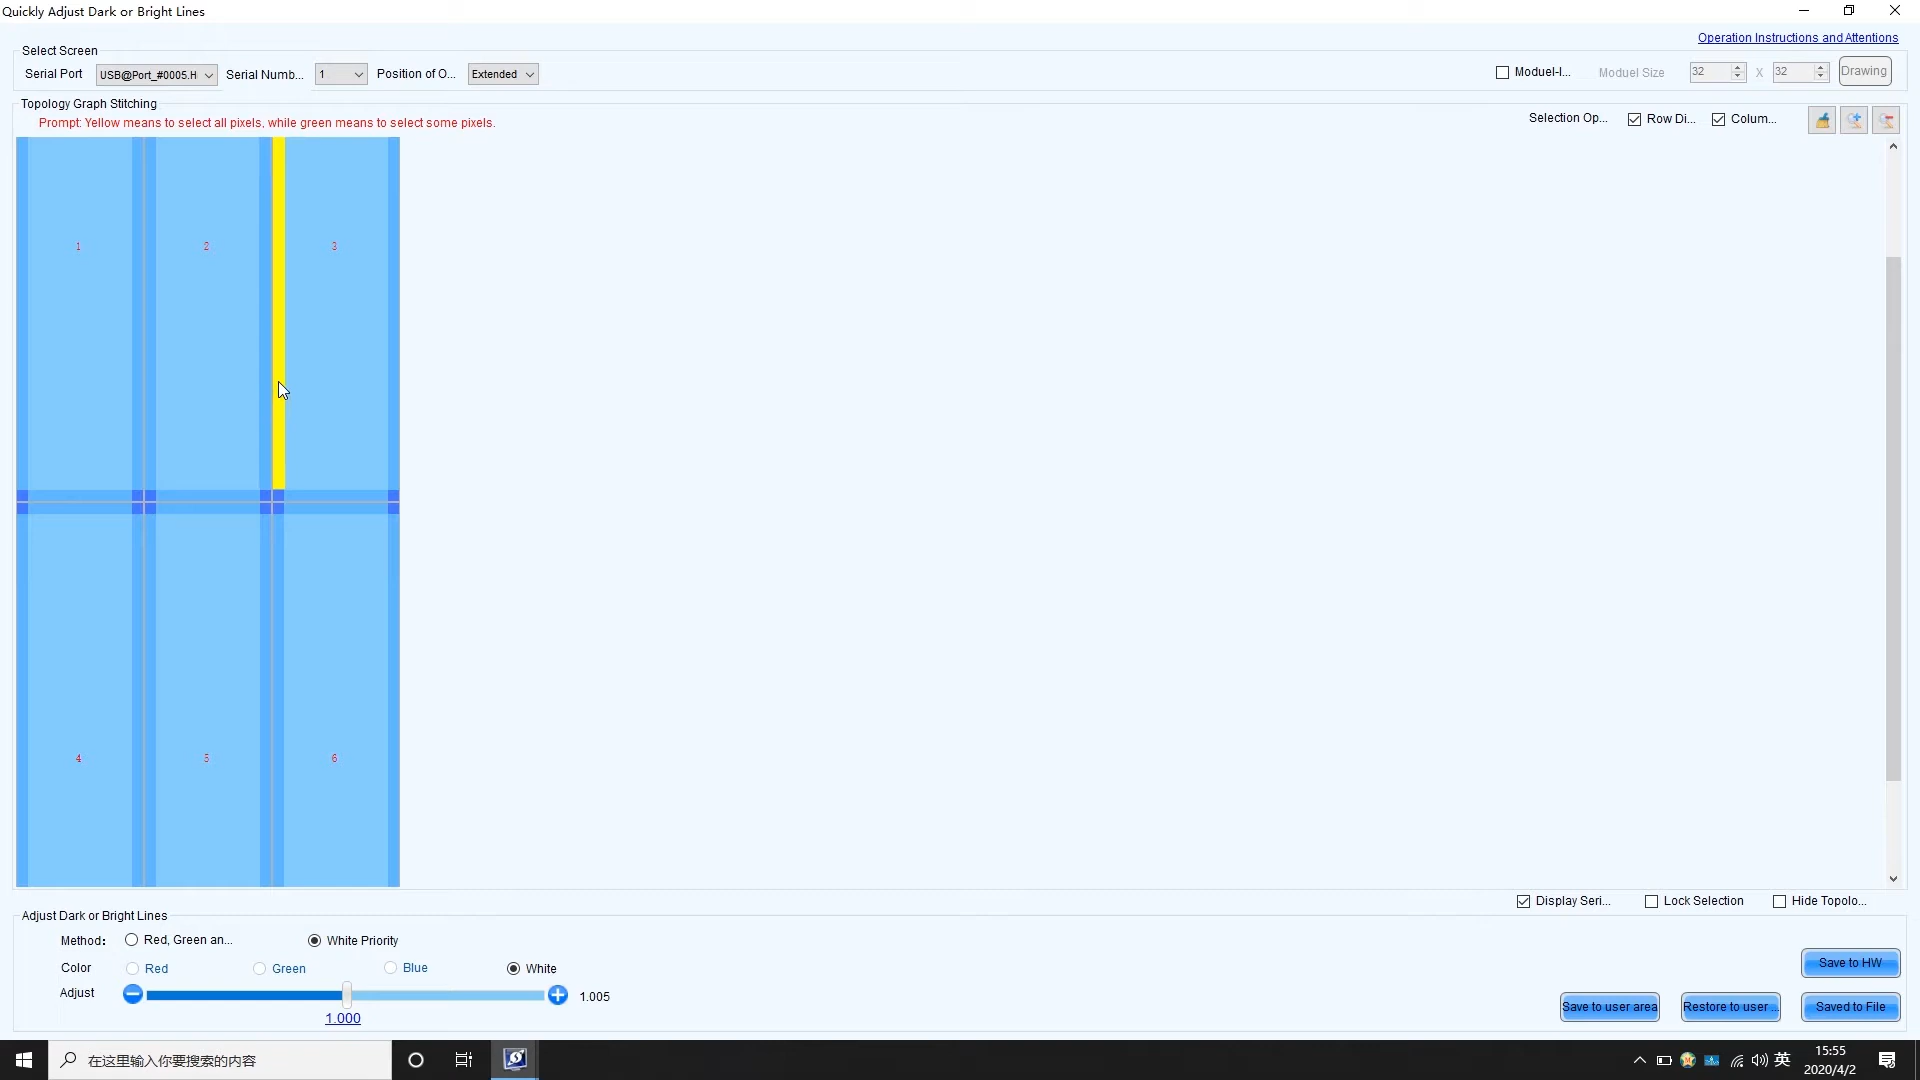 Quickly Adjust Dark or Bright Lines
Operation Instructions and Attentions
Select Screen
Serial Port USB@Port_#0005.H Serial Numb... 1 Position of O... Extended Moduel-I... Moduel Size 32 X 32 Drawing
Topology Graph Stitching
Prompt: Yellow means to select all pixels, while green means to select some pixels.
Selection Op... Row Di... Colum...
1 2 3
4 5 6
Display Seri... Lock Selection Hide Topolo...
Adjust Dark or Bright Lines
Method: Red, Green an... White Priority
Color Red Green Blue White
Adjust 1.005
1.000
Save to HW
Save to user area Restore to user ... Saved to File
在这里输入你要搜索的内容
英
15:55
2020/4/2